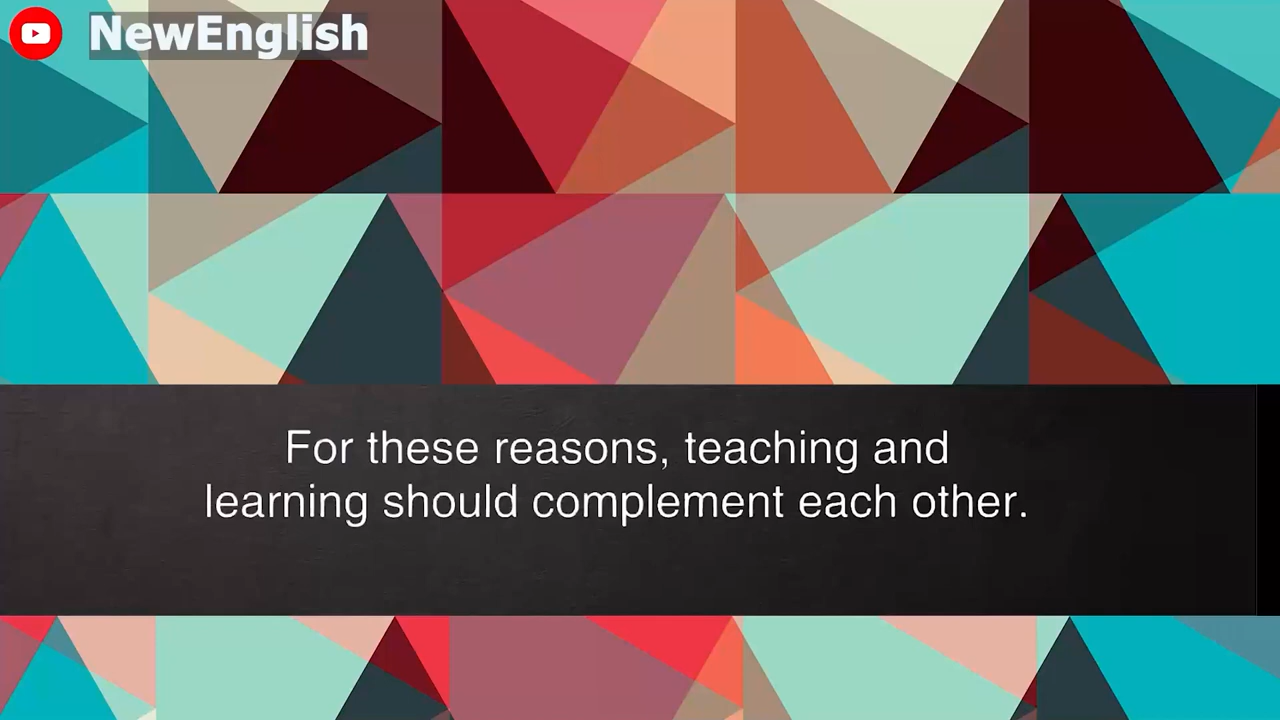 NewEnglish
For these reasons, teaching and
learning should complement each other.